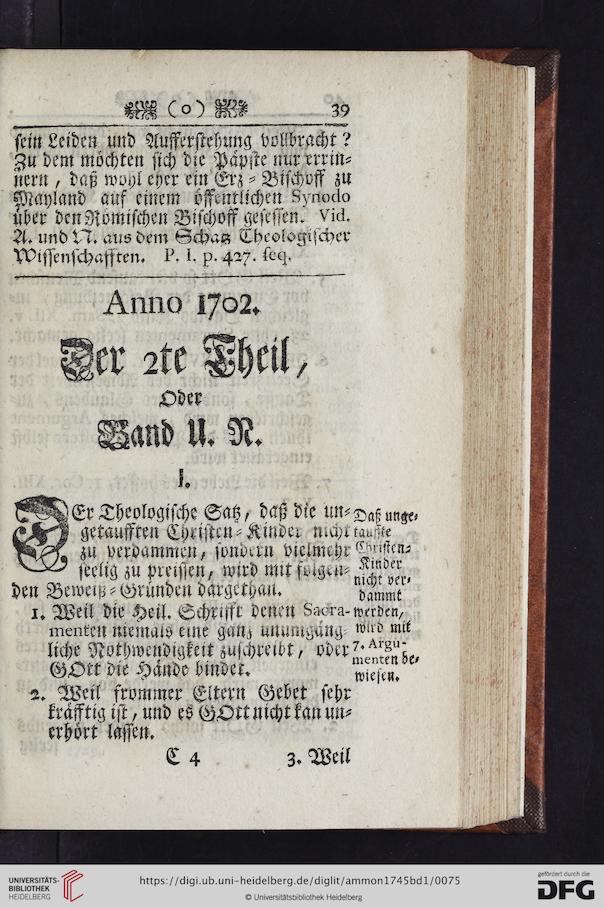 (o) 39
sein Leiden und Aufferstehung vollbracht?
Zu dem möchten sich die Päpste nur errin-
nern, daß wohl eher ein Erz-Bischoff zu
Mayland auf einem öffentlichen Synodo
über den Römischen Bischoff gesessen. Vid.
A. und N. aus dem Schatz Theologischer
Wissenschafften. P. I. p. 427. seq.
Anno 1702.
Der 2te Theil,
Oder
Band U. N.
I.
DEr Theologische Satz, daß die un-
getaufften Christen-Kinder nicht
zu verdammen, sondern vielmehr
seelig zu preissen, wird mit folgen-
den Beweiß-Gründen dargethan.
Daß unge-
tauffte
Christen-
Kinder
nicht ver-
dammt
werden,
wird mit
7. Argu-
menten be-
wiesen.
1. Weil die Heil. Schrifft denen Sacra-
menten niemals eine ganz unumgäng-
liche Nothwendigkeit zuschreibt, oder
GOtt die Hände bindet.
2. Weil frommer Eltern Gebet sehr
kräfftig ist, und es GOtt nicht kan un-
erhört lassen.
C 4 3. Weil
UNIVERSITÄTS-
BIBLIOTHEK
HEIDELBERG
https://digi.ub.uni-heidelberg.de/diglit/ammon1745bd1/0075
© Universitätsbibliothek Heidelberg
gefördert durch die
DFG